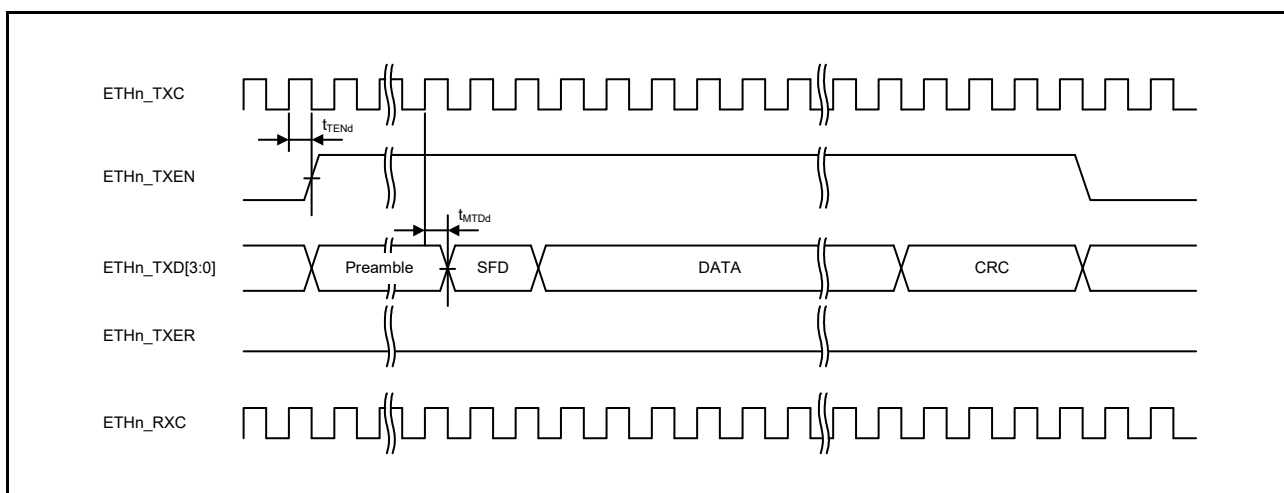 ETHn_TXC
tTENd
ETHn_TXEN
tMTDd
ETHn_TXD[3:0]
Preamble
SFD
DATA
CRC
ETHn_TXER
ETHn_RXC